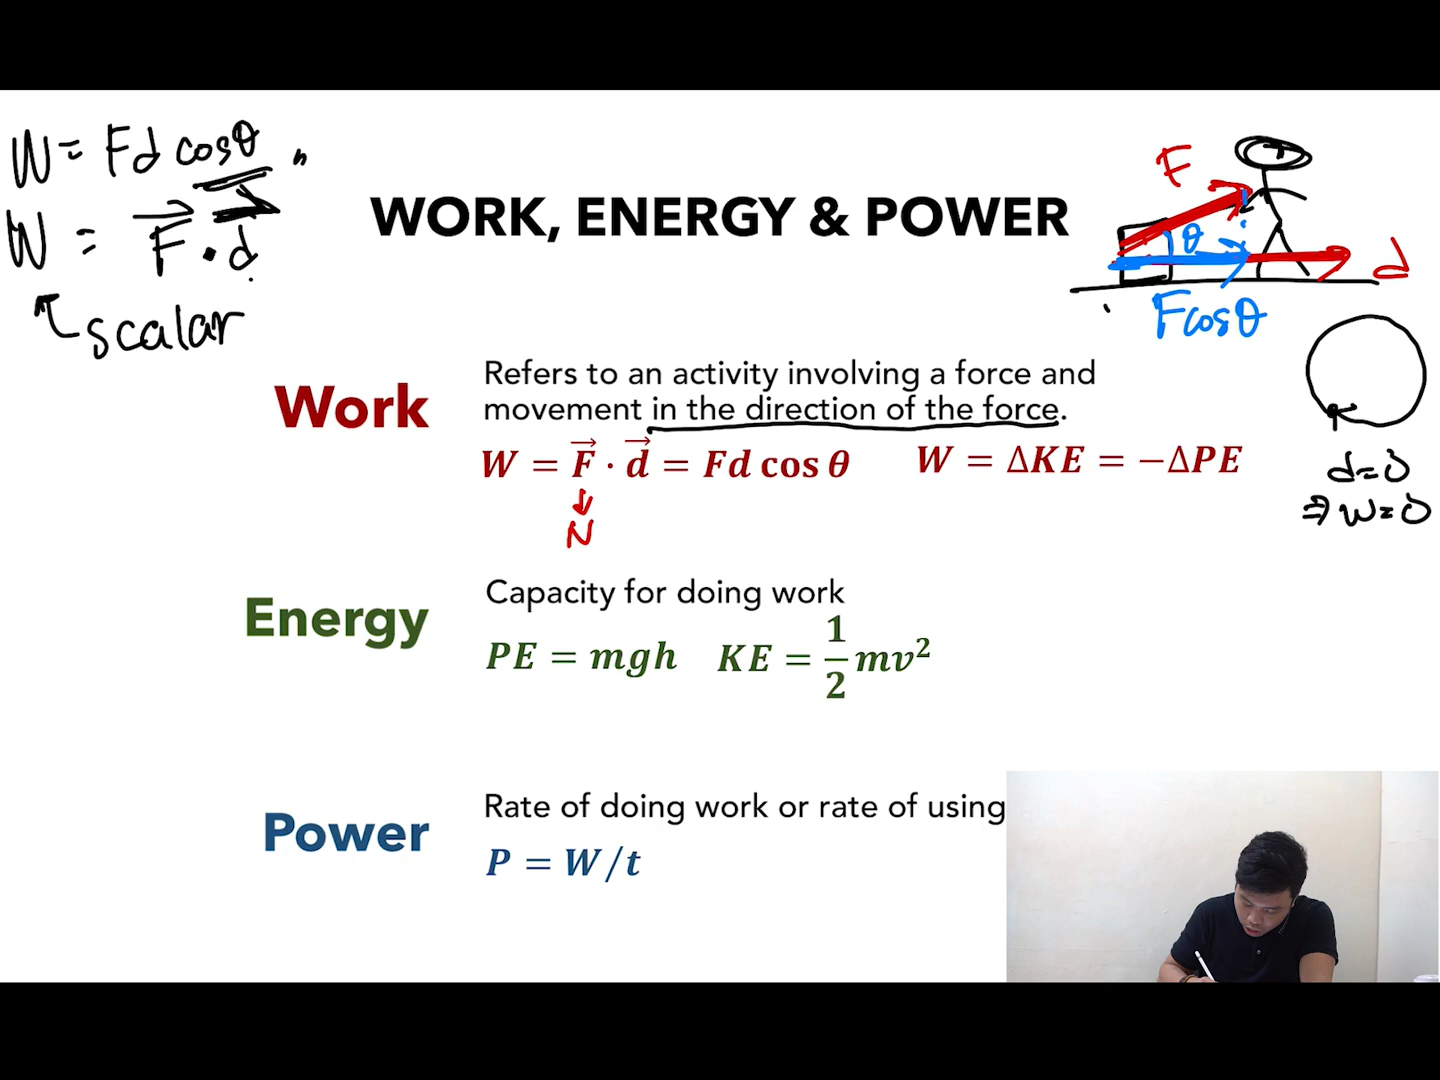 W = Fd cosθ
W = F · d
scalar
WORK, ENERGY & POWER
F
θ
d
F cosθ
Work
Refers to an activity involving a force and
movement in the direction of the force.
W = F · d = Fd cos θ
W = ΔKE = −ΔPE
N
d=0
⇒ W=0
Energy
Capacity for doing work
PE = mgh KE = 1/2 mv²
Power
Rate of doing work or rate of using
P = W/t